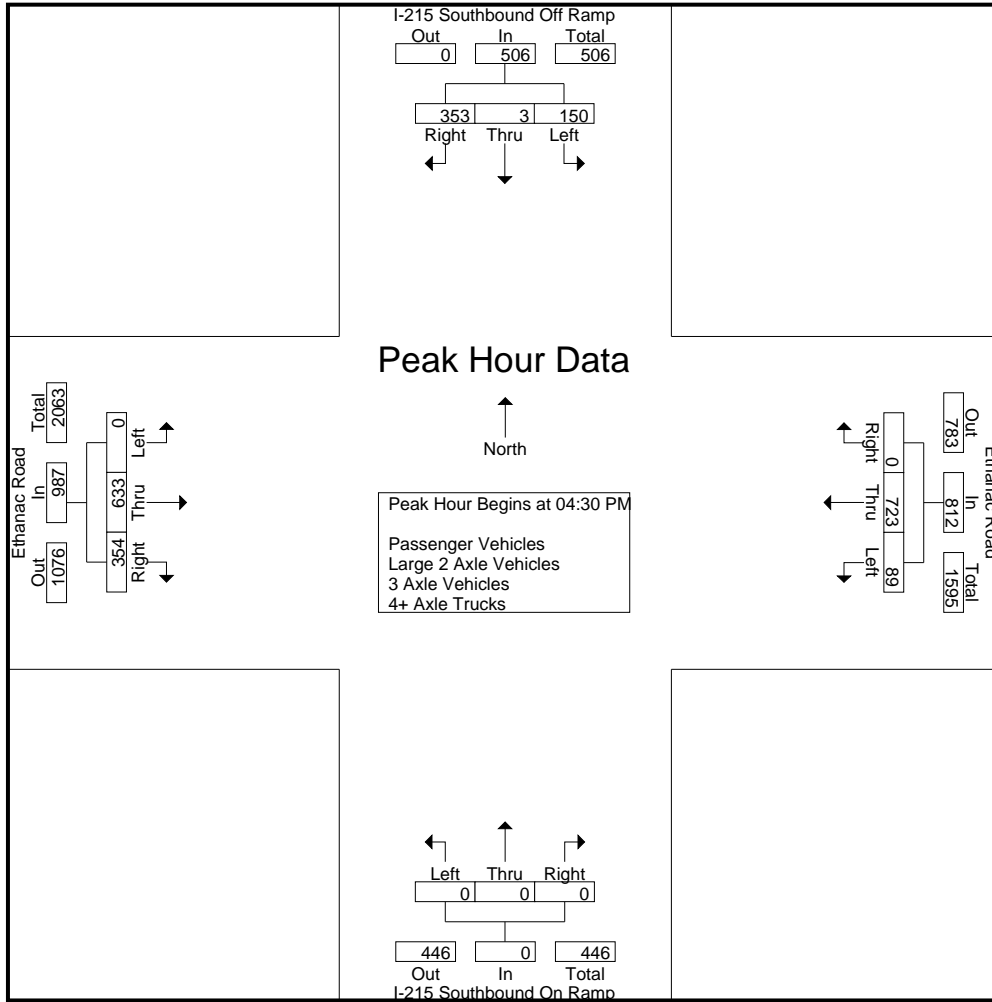 I-215 Southbound Off Ramp
Out In Total
0 506 506
353 3 150
Right Thru Left
Peak Hour Data
North
Peak Hour Begins at 04:30 PM
Passenger Vehicles
Large 2 Axle Vehicles
3 Axle Vehicles
4+ Axle Trucks
Ethanac Road
Out In Total
1076 987 2063
354 633 0
Right Thru Left
Ethanac Road
Out In Total
783 812 1595
0 723 89
Right Thru Left
Left Thru Right
0 0 0
446 0 446
Out In Total
I-215 Southbound On Ramp